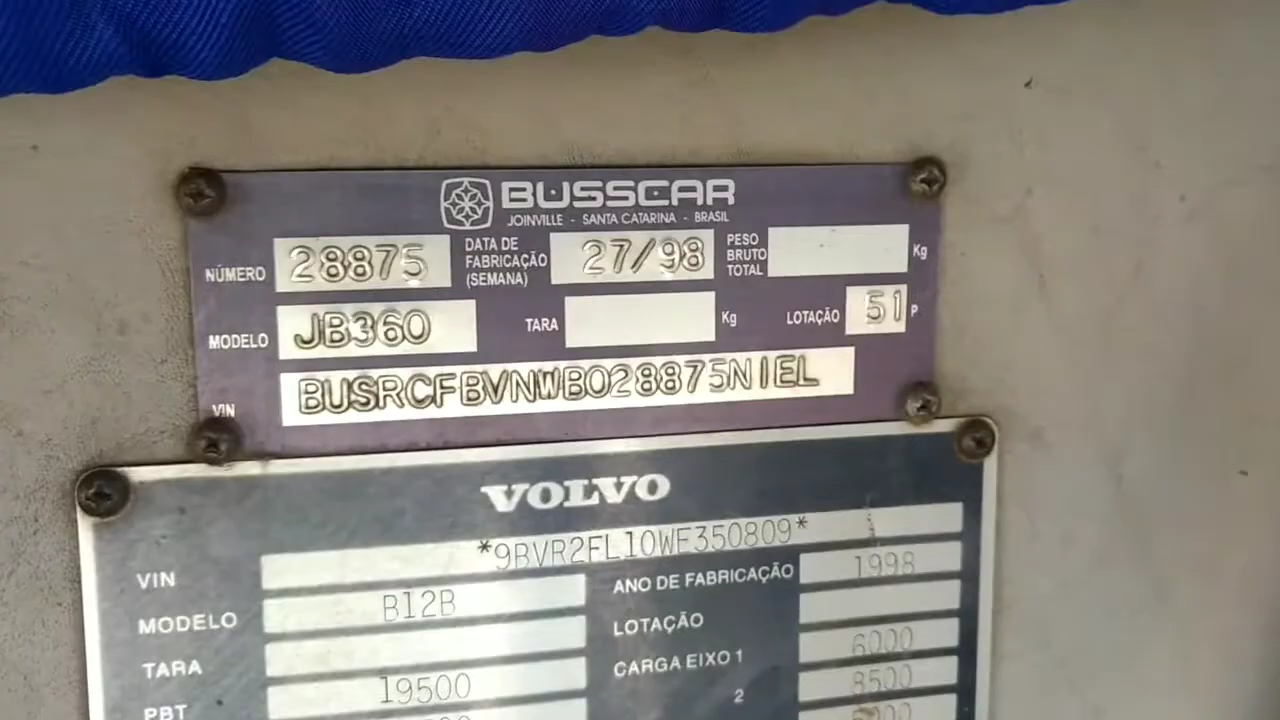 BUSSCAR
JOINVILLE - SANTA CATARINA - BRASIL
NÚMERO 28875 DATA DE FABRICAÇÃO (SEMANA) 27/98 PESO BRUTO TOTAL Kg
MODELO JB360 TARA Kg LOTAÇÃO 51 P
VIN BUSRCFBVNWB028875NIEL
VOLVO
VIN *9BVR2FL10WE350809*
MODELO B12B ANO DE FABRICAÇÃO 1998
TARA LOTAÇÃO
PBT 19500 CARGA EIXO 1 6000
2 8500